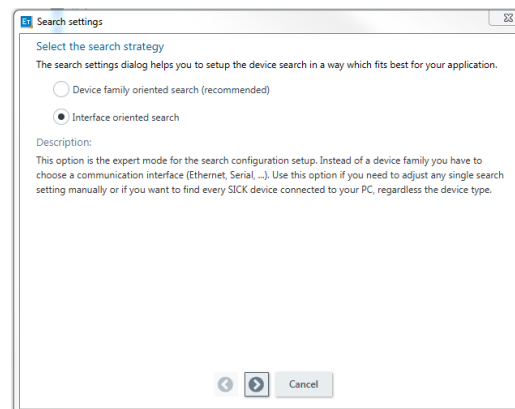 ET Search settings
Select the search strategy
The search settings dialog helps you to setup the device search in a way which fits best for your application.
Device family oriented search (recommended)
Interface oriented search
Description:
This option is the expert mode for the search configuration setup. Instead of a device family you have to
choose a communication interface (Ethernet, Serial, ...). Use this option if you need to adjust any single search
setting manually or if you want to find every SICK device connected to your PC, regardless the device type.
Cancel